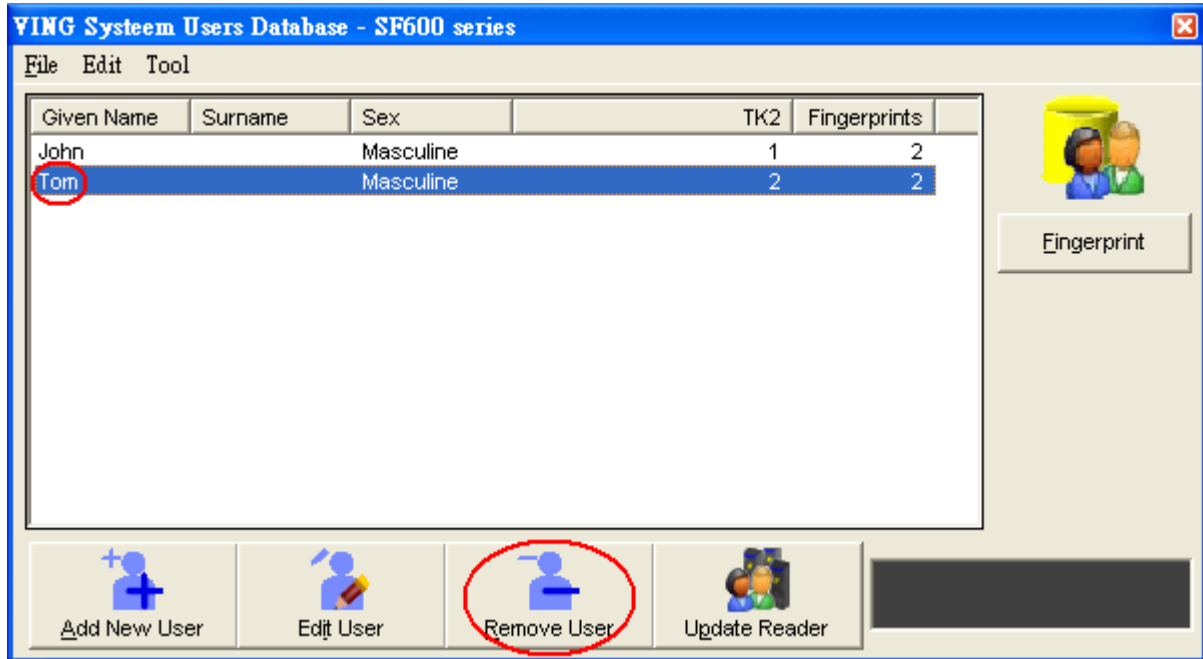 YING Systeem Users Database - SF600 series
File Edit Tool
Given Name Surname Sex TK2 Fingerprints
John Masculine 1 2
Tom Masculine 2 2
Fingerprint
Add New User Edit User Remove User Update Reader